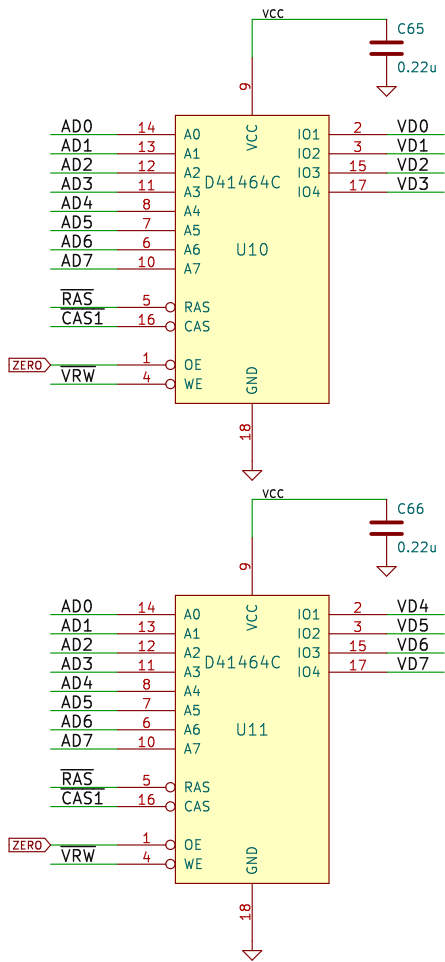 VCC
C65
0.22u
9
VCC
AD0 14 A0 IO1 2 VD0
AD1 13 A1 IO2 3 VD1
AD2 12 A2 IO3 15 VD2
AD3 11 A3 D41464C IO4 17 VD3
AD4 8 A4
AD5 7 A5
AD6 6 A6 U10
AD7 10 A7
RAS 5 RAS
CAS1 16 CAS
ZERO 1 OE
VRW 4 WE
GND
18
VCC
C66
0.22u
9
VCC
AD0 14 A0 IO1 2 VD4
AD1 13 A1 IO2 3 VD5
AD2 12 A2 IO3 15 VD6
AD3 11 A3 D41464C IO4 17 VD7
AD4 8 A4
AD5 7 A5
AD6 6 A6 U11
AD7 10 A7
RAS 5 RAS
CAS1 16 CAS
ZERO 1 OE
VRW 4 WE
GND
18